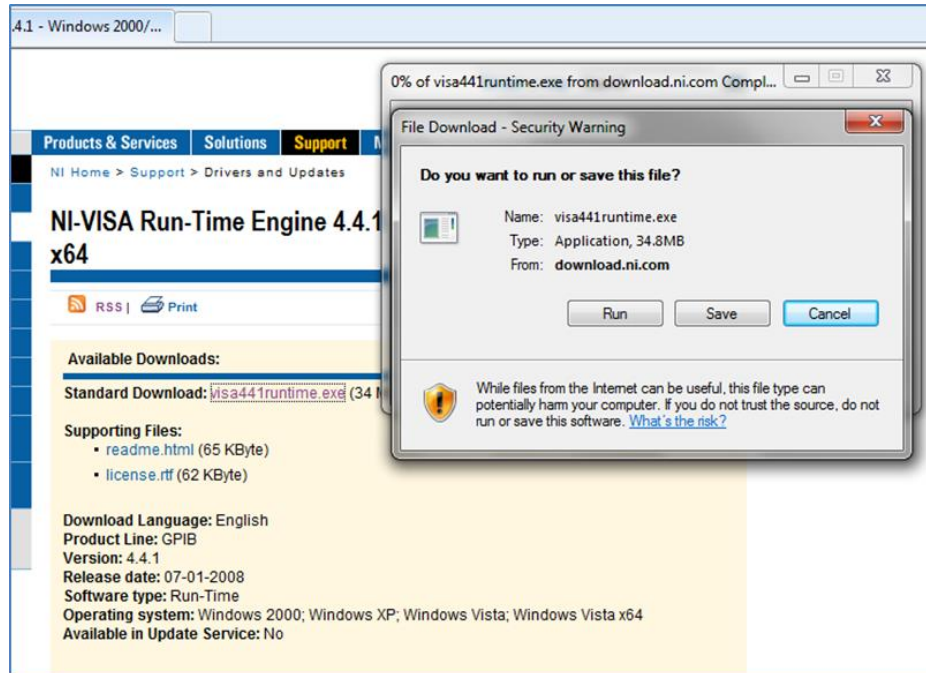 .4.1 - Windows 2000/...
0% of visa441runtime.exe from download.ni.com Compl...
File Download - Security Warning
Do you want to run or save this file?
Name: visa441runtime.exe
Type: Application, 34.8MB
From: download.ni.com
Run Save Cancel
While files from the Internet can be useful, this file type can
potentially harm your computer. If you do not trust the source, do not
run or save this software. What's the risk?
Products & Services Solutions Support
NI Home > Support > Drivers and Updates
NI-VISA Run-Time Engine 4.4.1
x64
RSS | Print
Available Downloads:
Standard Download: visa441runtime.exe (34
Supporting Files:
▪ readme.html (65 KByte)
▪ license.rtf (62 KByte)
Download Language: English
Product Line: GPIB
Version: 4.4.1
Release date: 07-01-2008
Software type: Run-Time
Operating system: Windows 2000; Windows XP; Windows Vista; Windows Vista x64
Available in Update Service: No